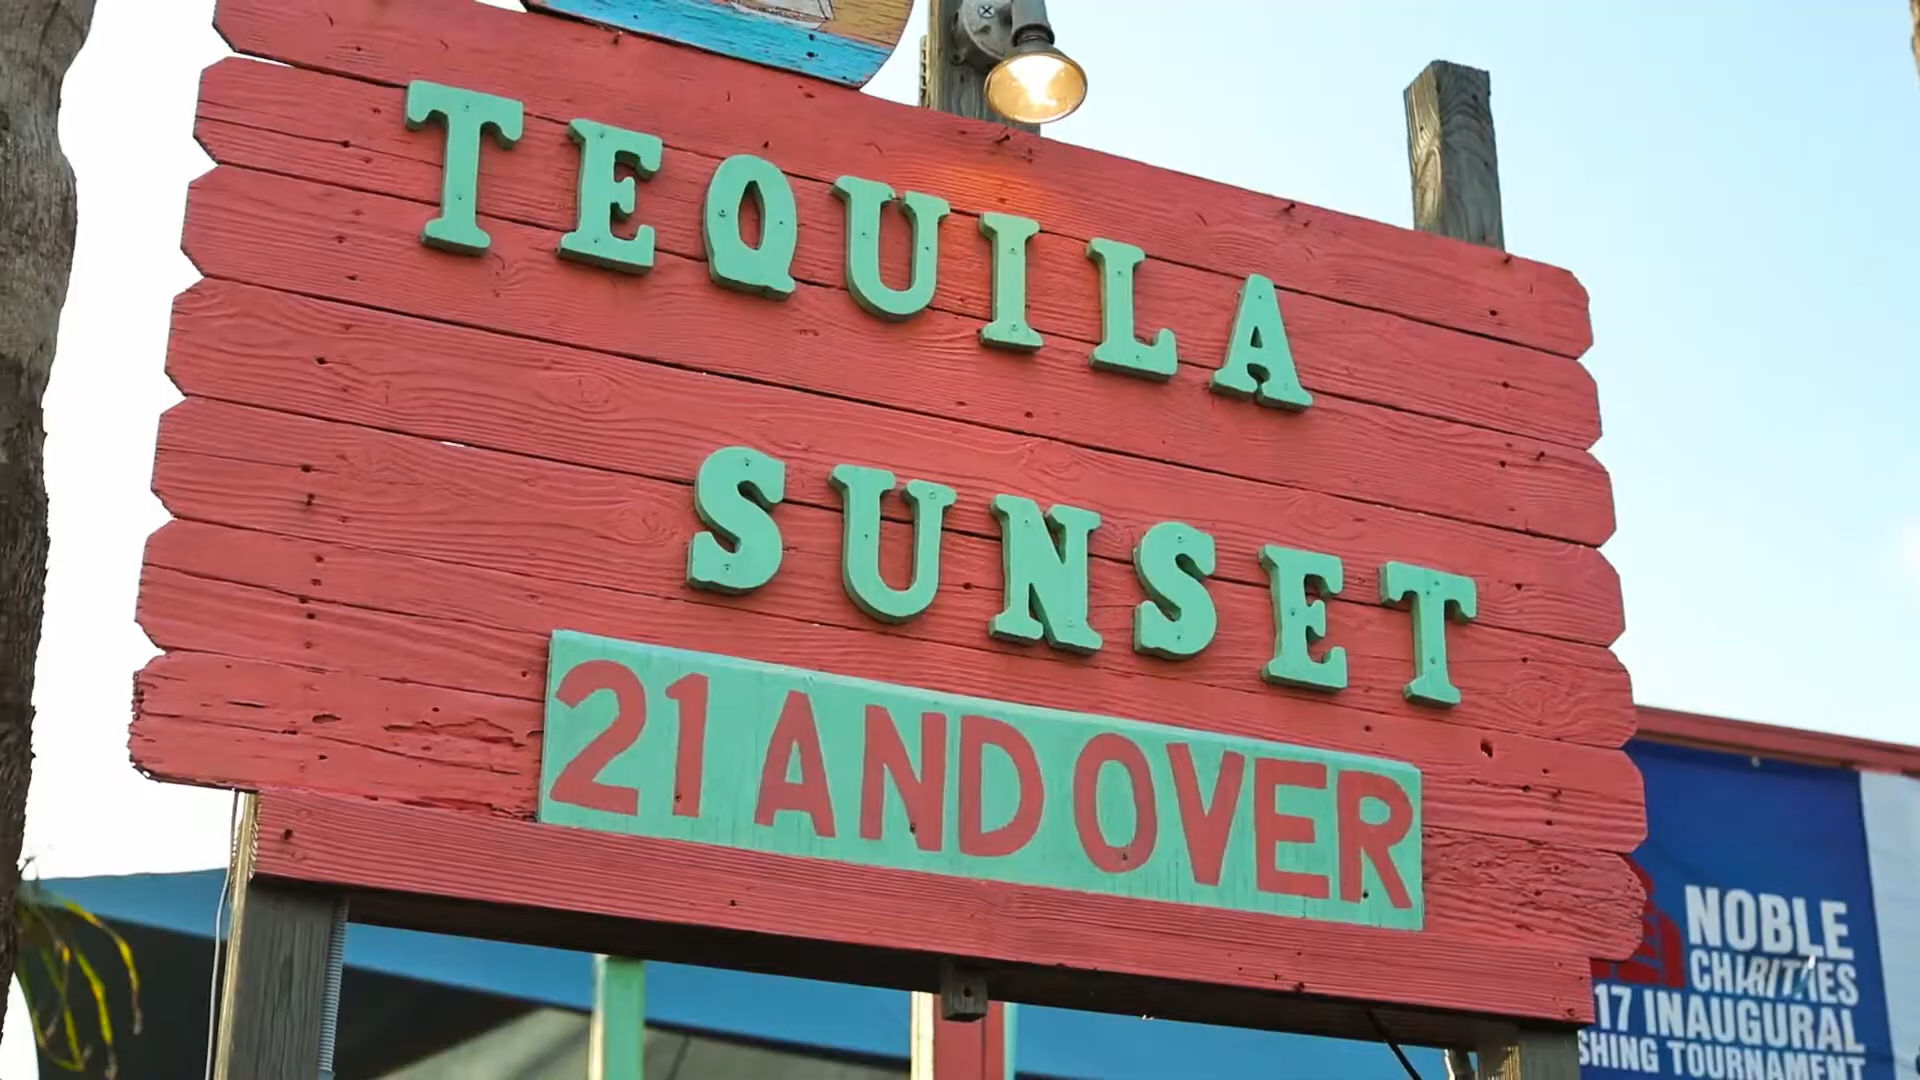 TEQUILA
SUNSET
21 AND OVER
NOBLE
CHARITIES
17 INAUGURAL
SHING TOURNAMENT